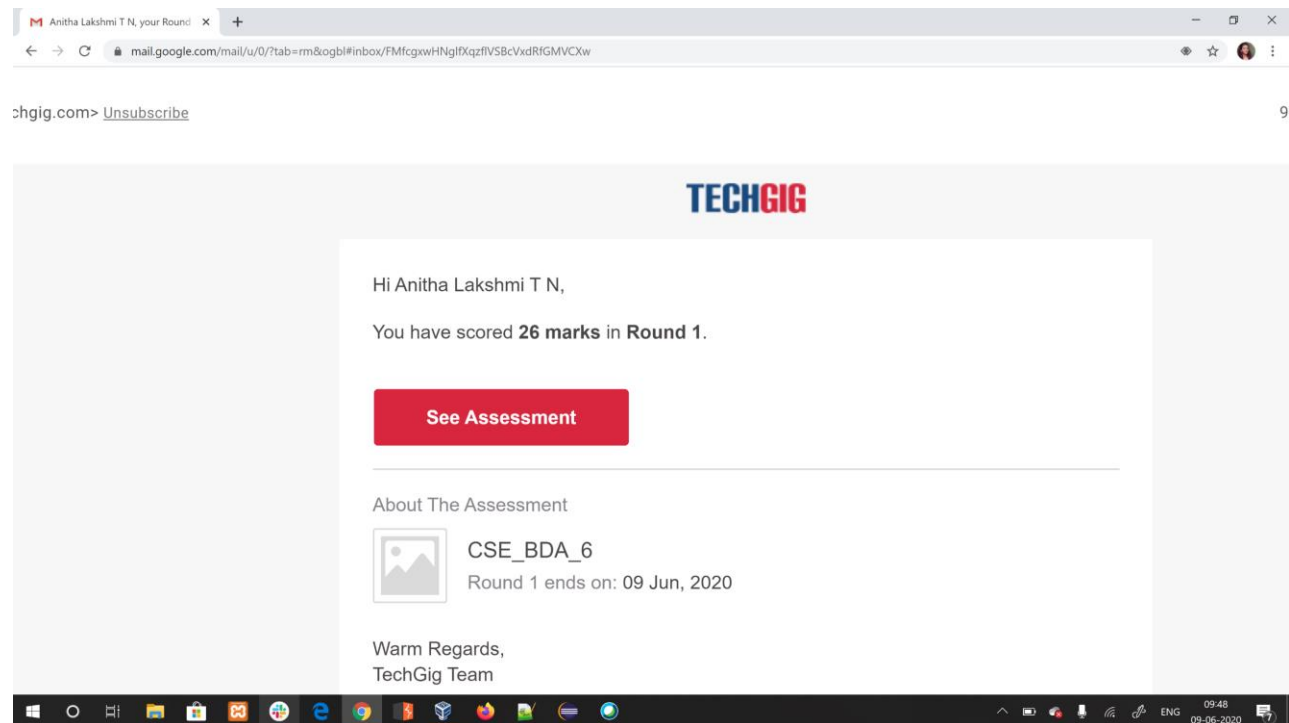 Anitha Lakshmi T N, your Round
mail.google.com/mail/u/0/?tab=rm&ogbl#inbox/FMfcgxwHNglfXqzflVSBcVxdRfGMVCXw
chgig.com> Unsubscribe
9
TECHGIG
Hi Anitha Lakshmi T N,
You have scored 26 marks in Round 1.
See Assessment
About The Assessment
CSE_BDA_6
Round 1 ends on: 09 Jun, 2020
Warm Regards,
TechGig Team
ENG
09:48
09-06-2020
7